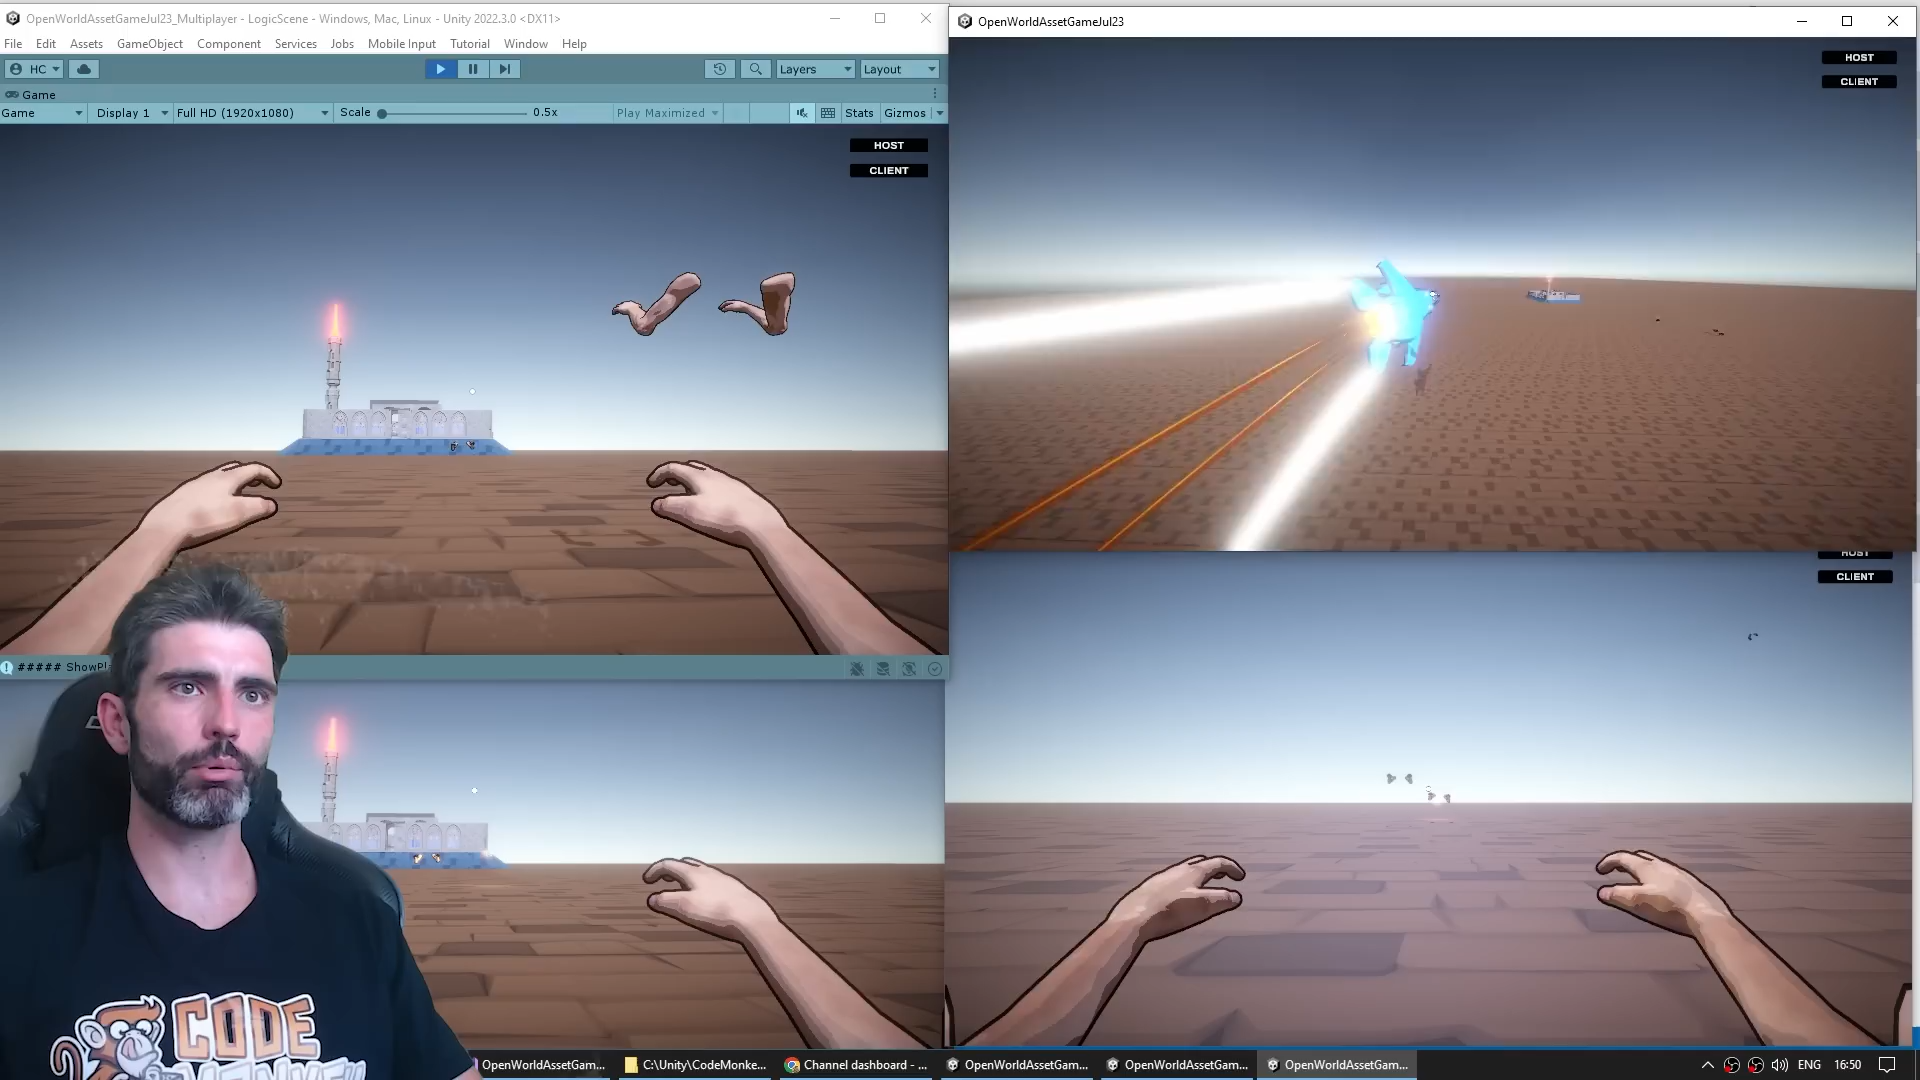 OpenWorldAssetGameJul23_Multiplayer - LogicScene - Windows, Mac, Linux - Unity 2022.3.0 <DX11>
File Edit Assets GameObject Component Services Jobs Mobile Input Tutorial Window Help
HC Layers Layout
Game
Game Display 1 Full HD (1920x1080) Scale 0.5x Play Maximized Stats Gizmos
HOST
CLIENT
OpenWorldAssetGameJul23
HOST
CLIENT
##### ShowPl
HOST
CLIENT
CODE
MONKEY
OpenWorldAssetGam... C:\Unity\CodeMonke... Channel dashboard - ... OpenWorldAssetGam... OpenWorldAssetGam... OpenWorldAssetGam... ENG 16:50